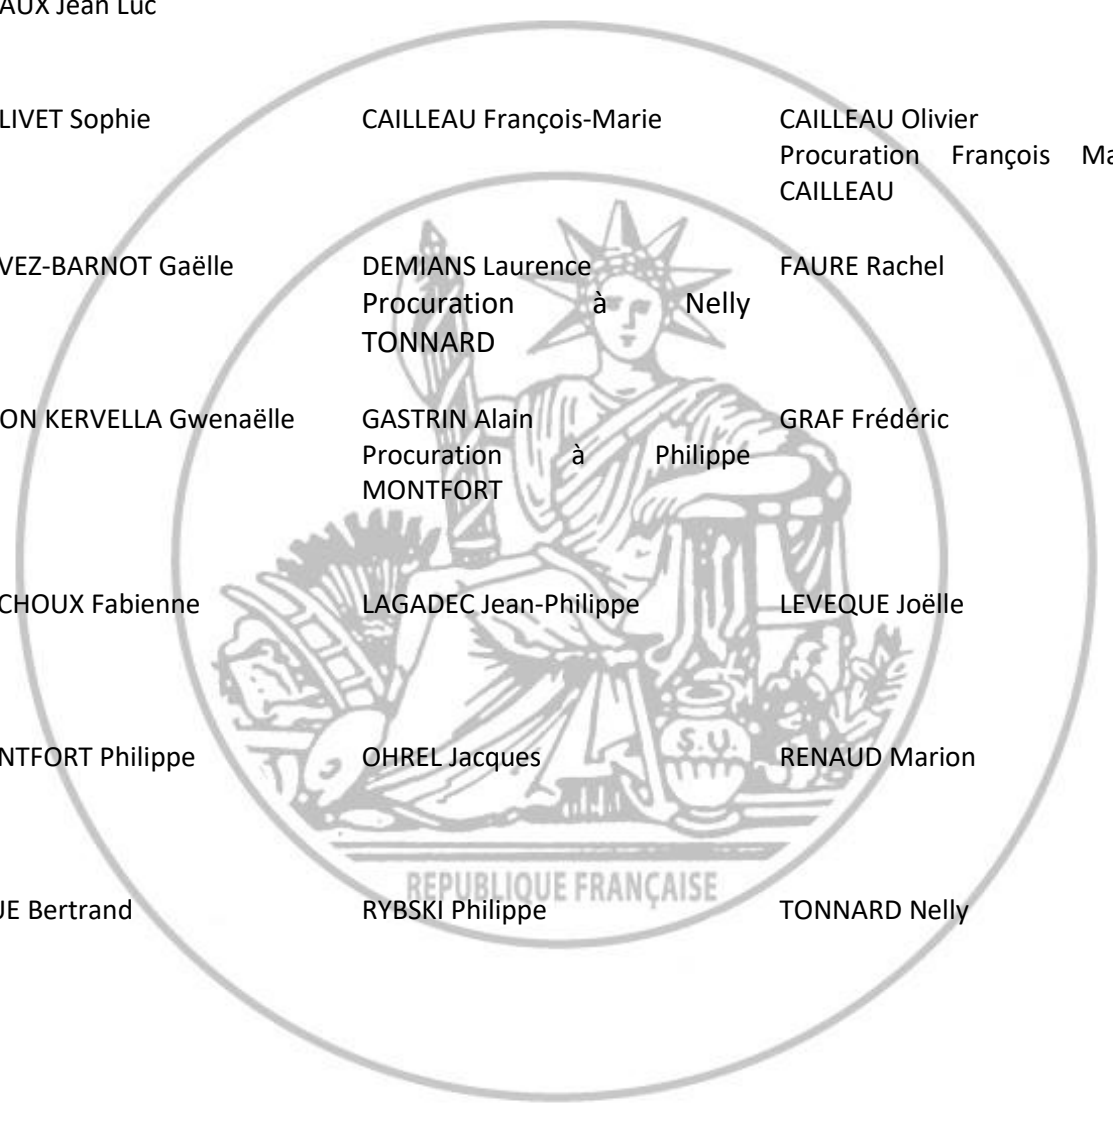 AUX Jean Luc
LIVET Sophie
CAILLEAU François-Marie
CAILLEAU Olivier
Procuration François Ma
CAILLEAU
VEZ-BARNOT Gaëlle
DEMIANS Laurence
Procuration à Nelly
TONNARD
FAURE Rachel
ON KERVELLA Gwenaëlle
GASTRIN Alain
Procuration à Philippe
MONTFORT
GRAF Frédéric
CHOUX Fabienne
LAGADEC Jean-Philippe
LEVEQUE Joëlle
NTFORT Philippe
OHREL Jacques
RENAUD Marion
UE Bertrand
RYBSKI Philippe
TONNARD Nelly
S.U.
REPUBLIQUE FRANÇAISE